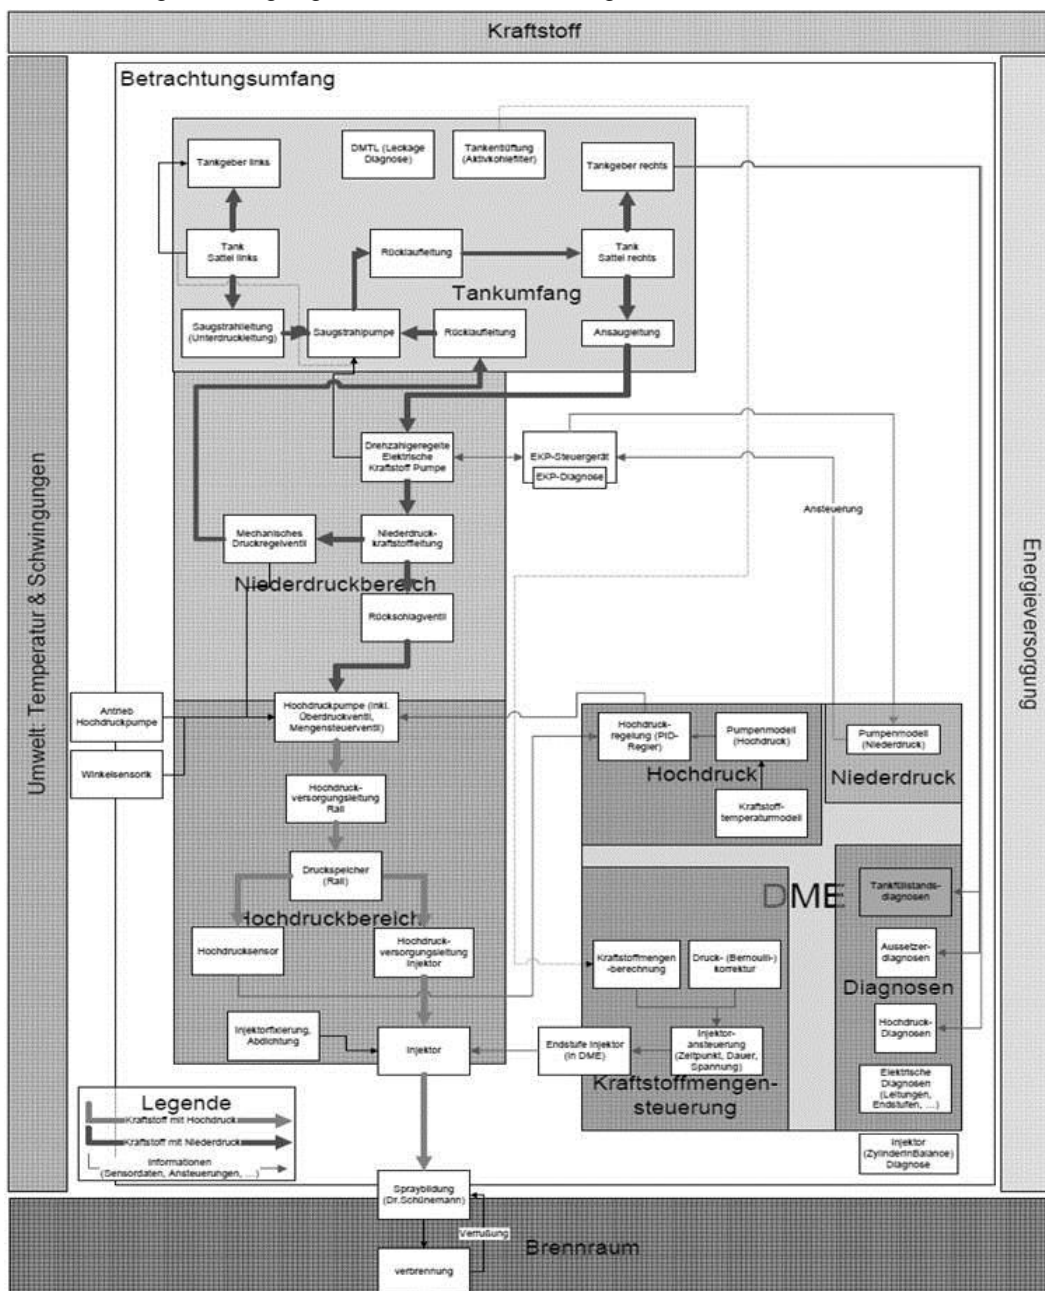 Kraftstoff
Betrachtungsumfang
Umwelt: Temperatur & Schwingungen
Energieversorgung
Tankgeber links
DMTL (Leckage
Diagnose)
Tankentlüftung
(Aktivkohlefilter)
Tankgeber rechts
Tank
Sattel links
Rücklaufleitung
Tank
Sattel rechts
Tankumfang
Saugstrahlleitung
(Unterdruckleitung)
Saugstrahlpumpe
Rücklaufleitung
Ansaugleitung
Drehzahlgeregelte
Elektrische
Kraftstoff Pumpe
EKP-Steuergerät
EKP-Diagnose
Ansteuerung
Mechanisches
Druckregelventil
Niederdruck-
kraftstoffleitung
Niederdruckbereich
Rückschlagventil
Antrieb
Hochdruckpumpe
Hochdruckpumpe (inkl.
Überdruckventil,
Mengensteuerventil)
Winkelsensorik
Hochdruck-
regelung (PID-
Regler)
Pumpenmodell
(Hochdruck)
Pumpenmodell
(Niederdruck)
Hochdruck
Niederdruck
Hochdruck-
versorgungsleitung
Rail
Kraftstoff-
temperaturmodell
Druckspeicher
(Rail)
DME
Tankfüllstands-
diagnosen
Hochdruckbereich
Hochdrucksensor
Hochdruck-
versorgungsleitung
Injektor
Kraftstoffmengen
-berechnung
Druck- (Bernoulli-)
korrektur
Aussetzer-
diagnosen
Diagnosen
Hochdruck-
Diagnosen
Injektorfixierung,
Abdichtung
Injektor
Endstufe Injektor
(in DME)
Injektor-
ansteuerung
(Zeitpunkt, Dauer,
Spannung)
Kraftstoffmengen-
steuerung
Elektrische
Diagnosen
(Leitungen,
Endstufen, ...)
Injektor
(ZylinderinBalance)
Diagnose
Legende
Kraftstoff mit Hochdruck
Kraftstoff mit Niederdruck
Informationen
(Sensordaten, Ansteuerungen, ...)
Spraybildung
(Dr.Schünemann)
Verrußung
verbrennung
Brennraum